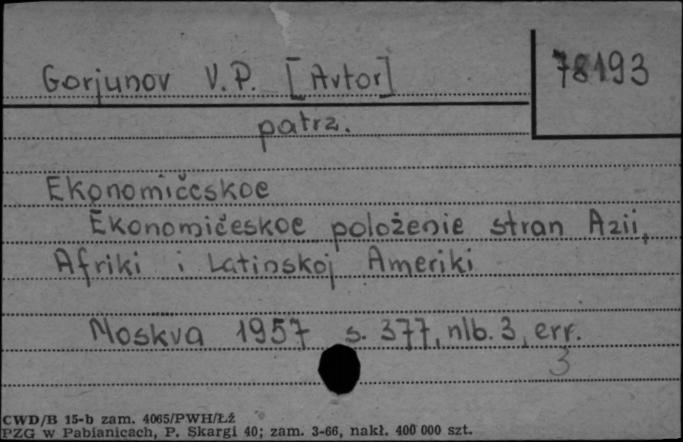 Gorjunov V.P. [Avtor]
78193
patrz.
Ekonomičeskoe
Ekonomičeskoe položenie stran Azii,
Afriki i Latinskoj Ameriki
Moskva 1957 s. 377, nlb. 3, err.
3
CWD/B 15-b zam. 4065/PWH/Łż
PZG w Pabianicach, P. Skargi 40; zam. 3-66, nakł. 400 000 szt.